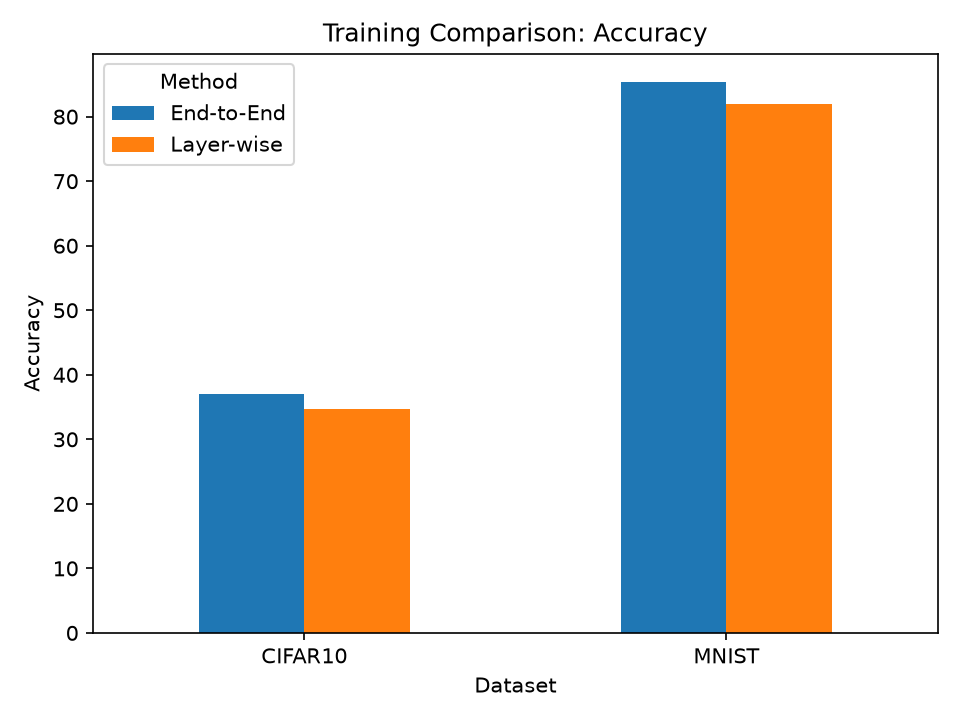 Training Comparison: Accuracy
Method
End-to-End
Layer-wise
Accuracy
80
70
60
50
40
30
20
10
0
CIFAR10
MNIST
Dataset